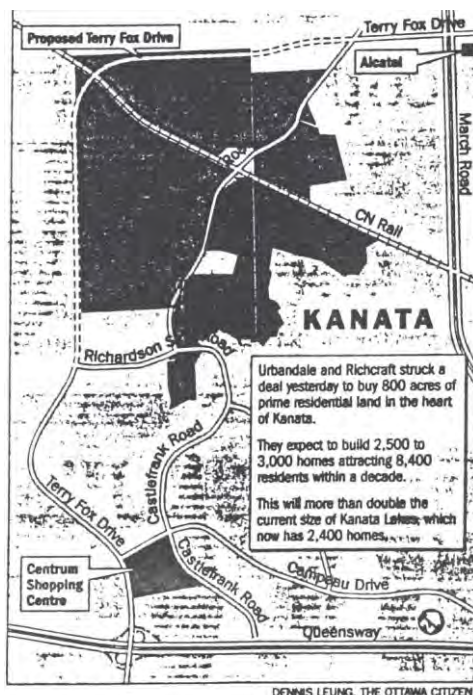 Proposed Terry Fox Drive
Terry Fox Drive
Alcatel
March Road
CN Rail
KANATA
Richardson Road
Urbandale and Richcraft struck a
deal yesterday to buy 800 acres of
prime residential land in the heart
of Kanata.
They expect to build 2,500 to
3,000 homes attracting 8,400
residents within a decade.
This will more than double the
current size of Kanata Lakes, which
now has 2,400 homes.
Castlefrank Road
Terry Fox Drive
Centrum
Shopping
Centre
Castlefrank Road
Campeau Drive
Queensway
DENNIS LEUNG, THE OTTAWA CITIZEN